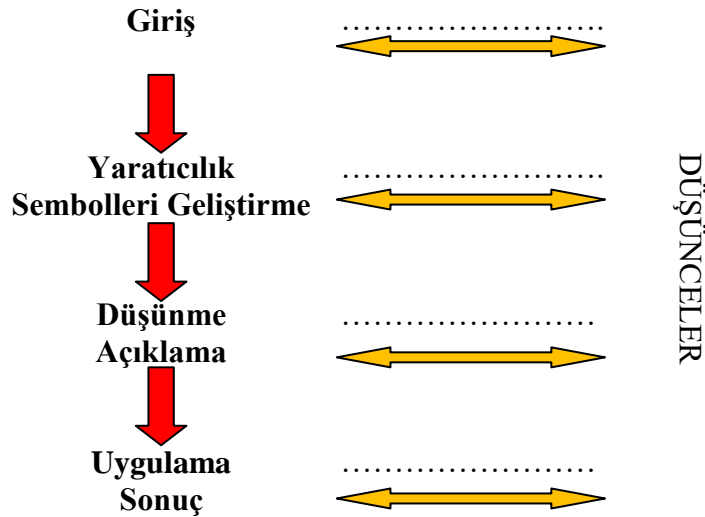 Giriş
……………………….
Yaratıcılık
Sembolleri Geliştirme
……………………….
Düşünme
Açıklama
………………………
Uygulama
Sonuç
………………………
DÜŞÜNCELER